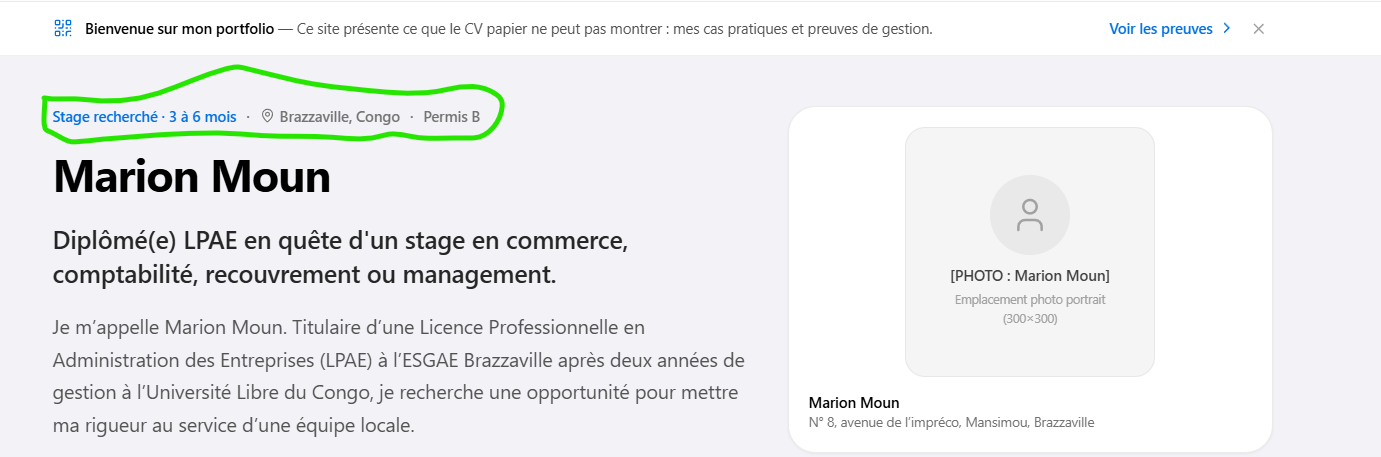 Bienvenue sur mon portfolio — Ce site présente ce que le CV papier ne peut pas montrer : mes cas pratiques et preuves de gestion.
Voir les preuves
Stage recherché · 3 à 6 mois · Brazzaville, Congo · Permis B
Marion Moun
Diplômé(e) LPAE en quête d'un stage en commerce,
comptabilité, recouvrement ou management.
Je m’appelle Marion Moun. Titulaire d’une Licence Professionnelle en
Administration des Entreprises (LPAE) à l’ESGAE Brazzaville après deux années de
gestion à l’Université Libre du Congo, je recherche une opportunité pour mettre
ma rigueur au service d’une équipe locale.
[PHOTO : Marion Moun]
Emplacement photo portrait
(300×300)
Marion Moun
N° 8, avenue de l’impréco, Mansimou, Brazzaville